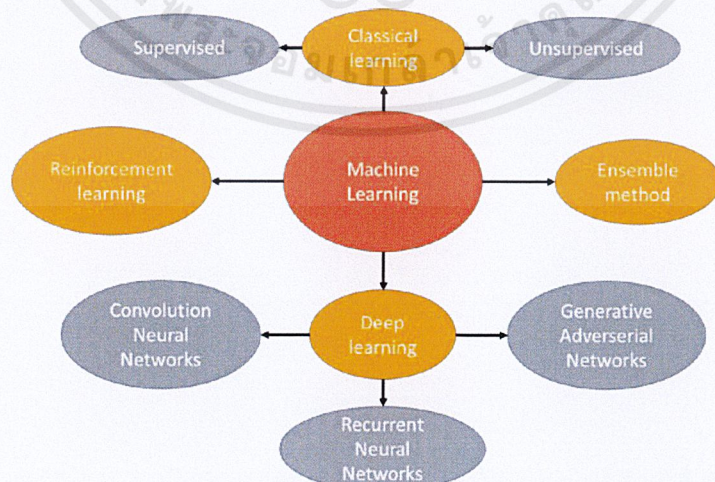 Classical
learning
Supervised
Unsupervised
Reinforcement
learning
Machine
Learning
Ensemble
method
Convolution
Neural
Networks
Deep
learning
Generative
Adverserial
Networks
Recurrent
Neural
Networks